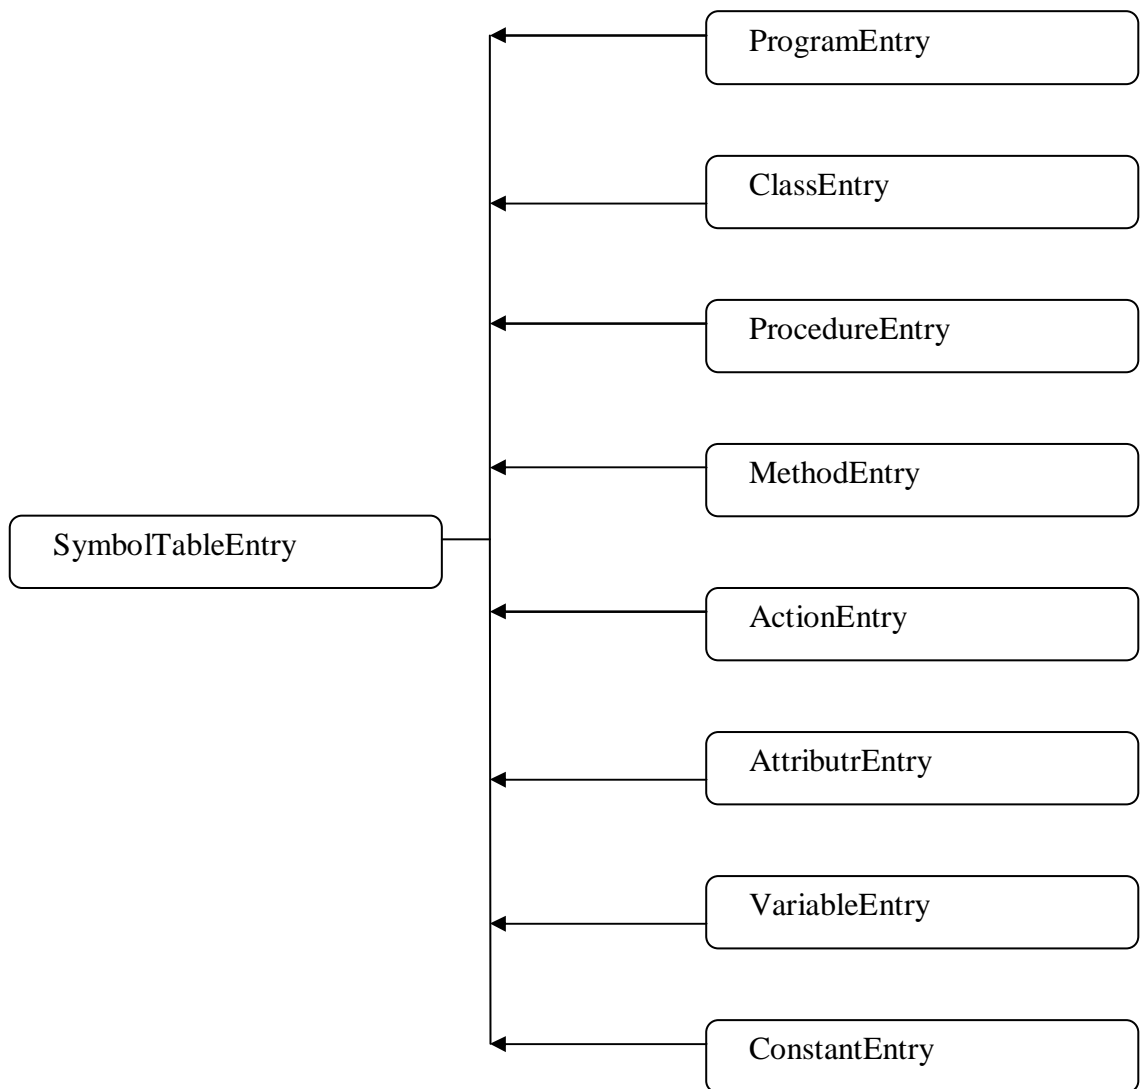 ProgramEntry
ClassEntry
ProcedureEntry
MethodEntry
SymbolTableEntry
ActionEntry
AttributrEntry
VariableEntry
ConstantEntry